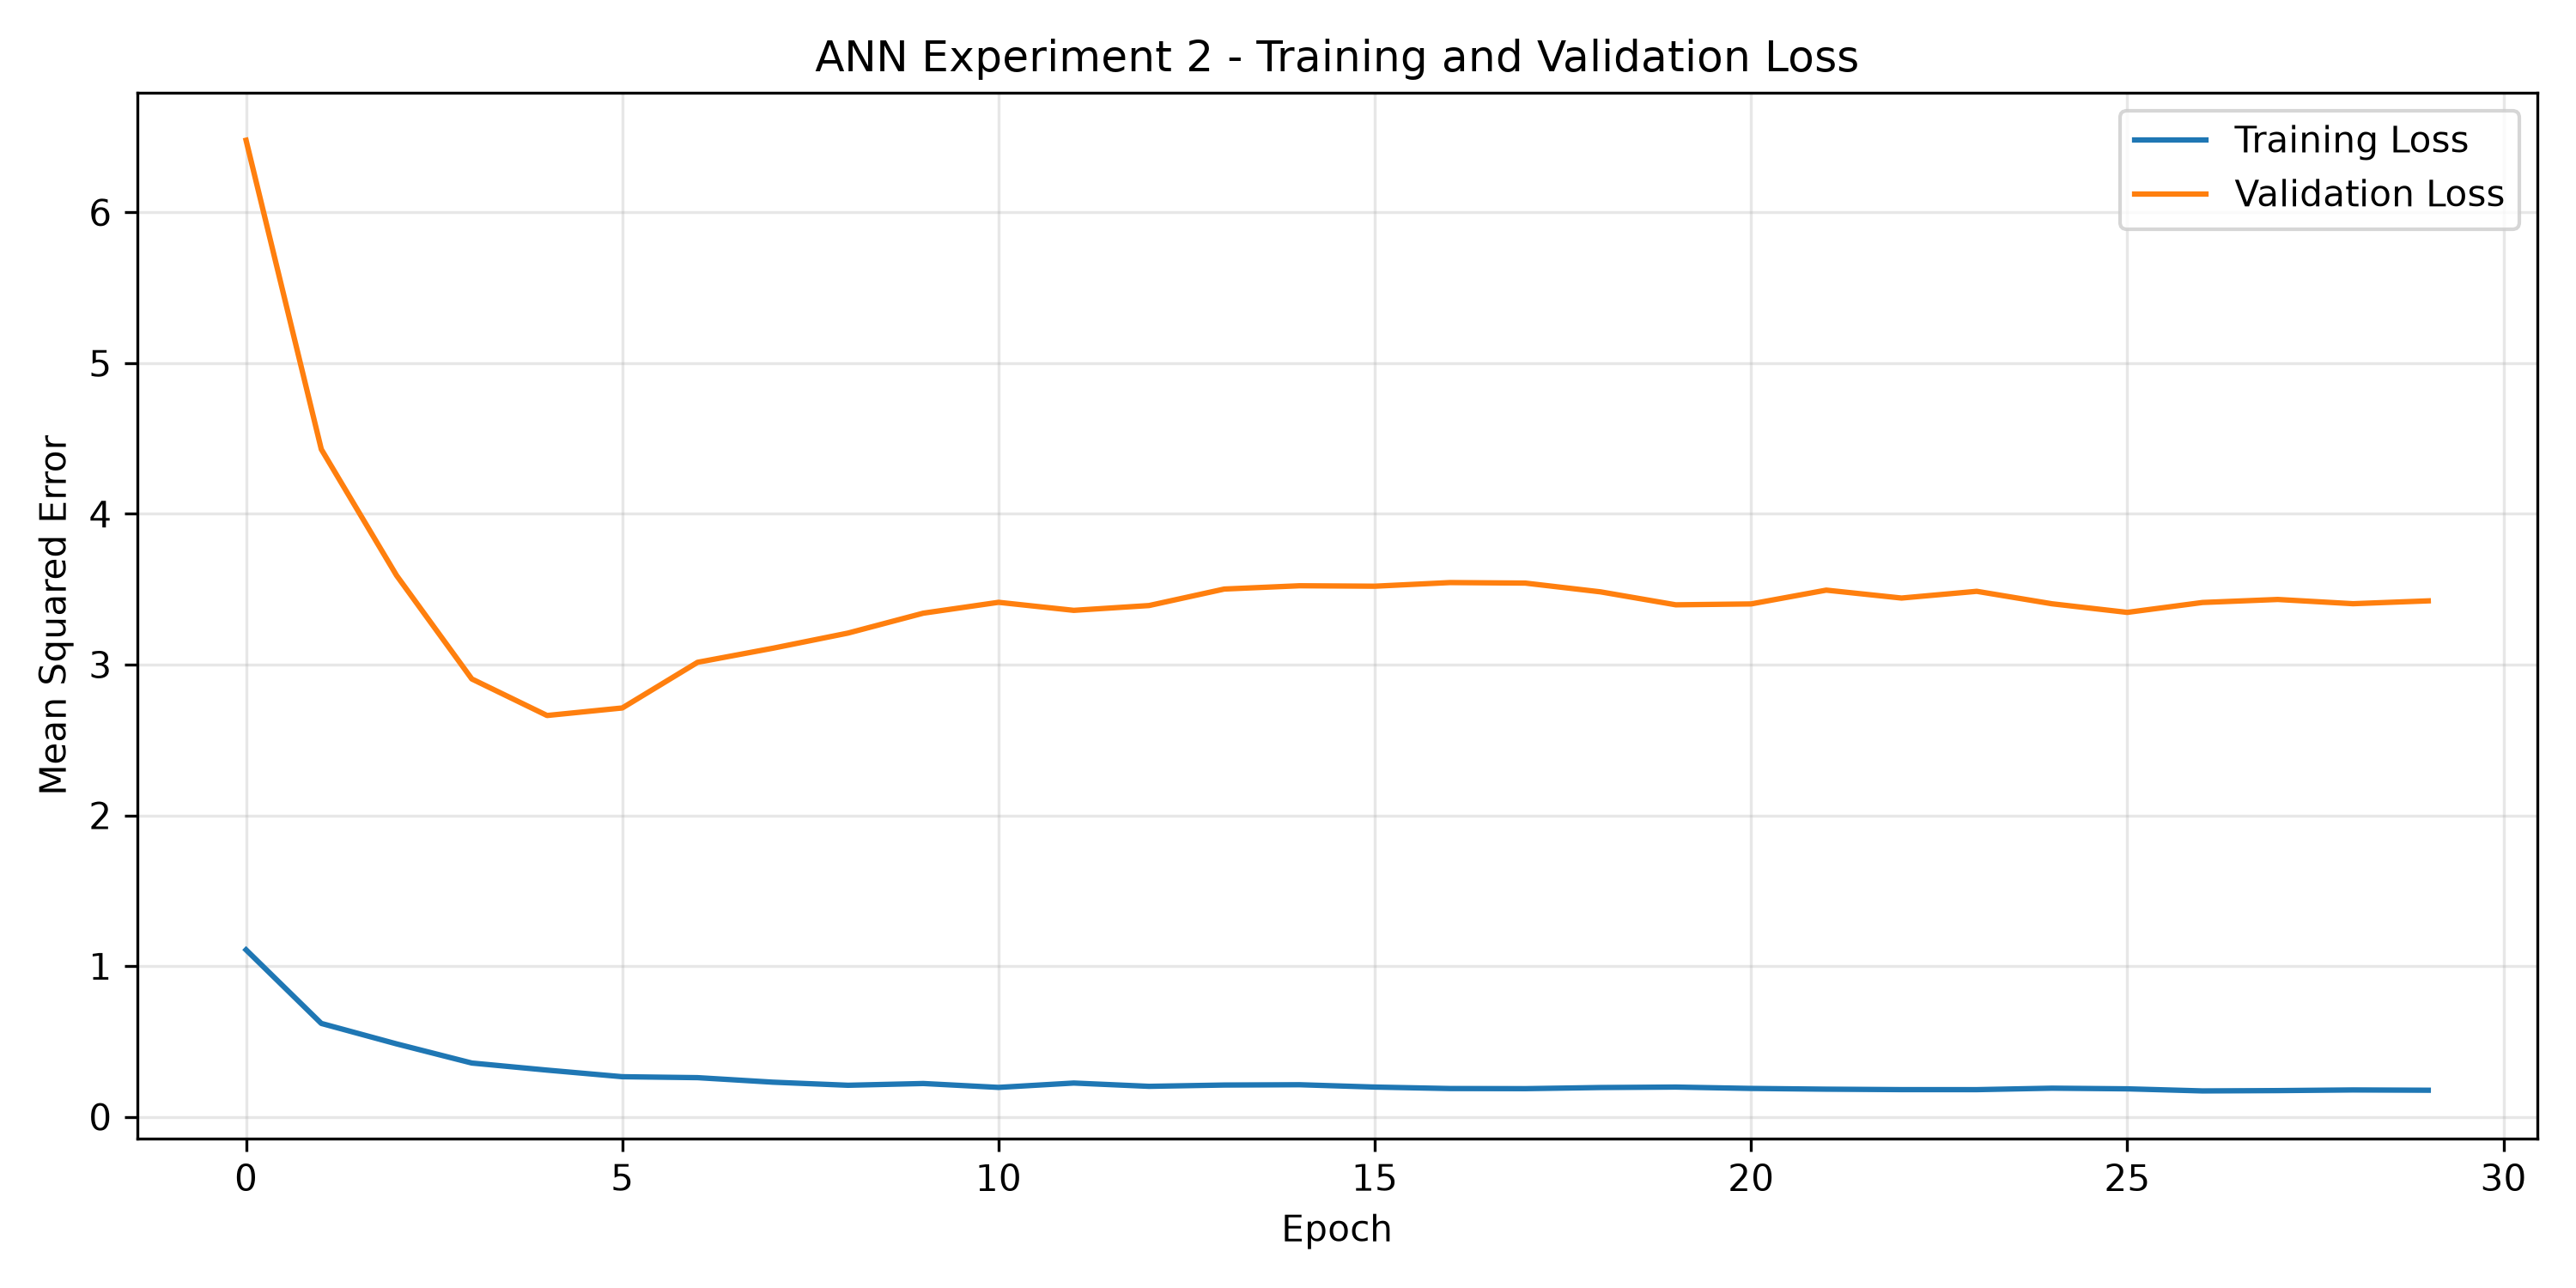 ANN Experiment 2 - Training and Validation Loss
Training Loss
Validation Loss
Mean Squared Error
6
5
4
3
2
1
0
0 5 10 15 20 25 30
Epoch